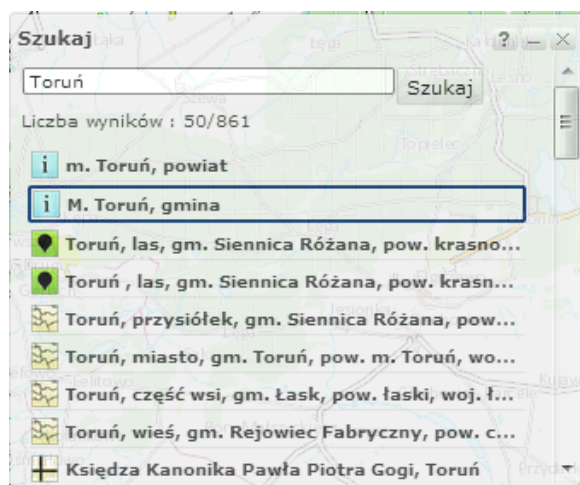 Szukaj
? – ×
Toruń
Szukaj
Liczba wyników : 50/861
i m. Toruń, powiat
i M. Toruń, gmina
Toruń, las, gm. Siennica Różana, pow. krasno...
Toruń , las, gm. Siennica Różana, pow. krasn...
Toruń, przysiółek, gm. Siennica Różana, pow...
Toruń, miasto, gm. Toruń, pow. m. Toruń, wo...
Toruń, część wsi, gm. Łask, pow. łaski, woj. ł...
Toruń, wieś, gm. Rejowiec Fabryczny, pow. c...
Księdza Kanonika Pawła Piotra Gogi, Toruń